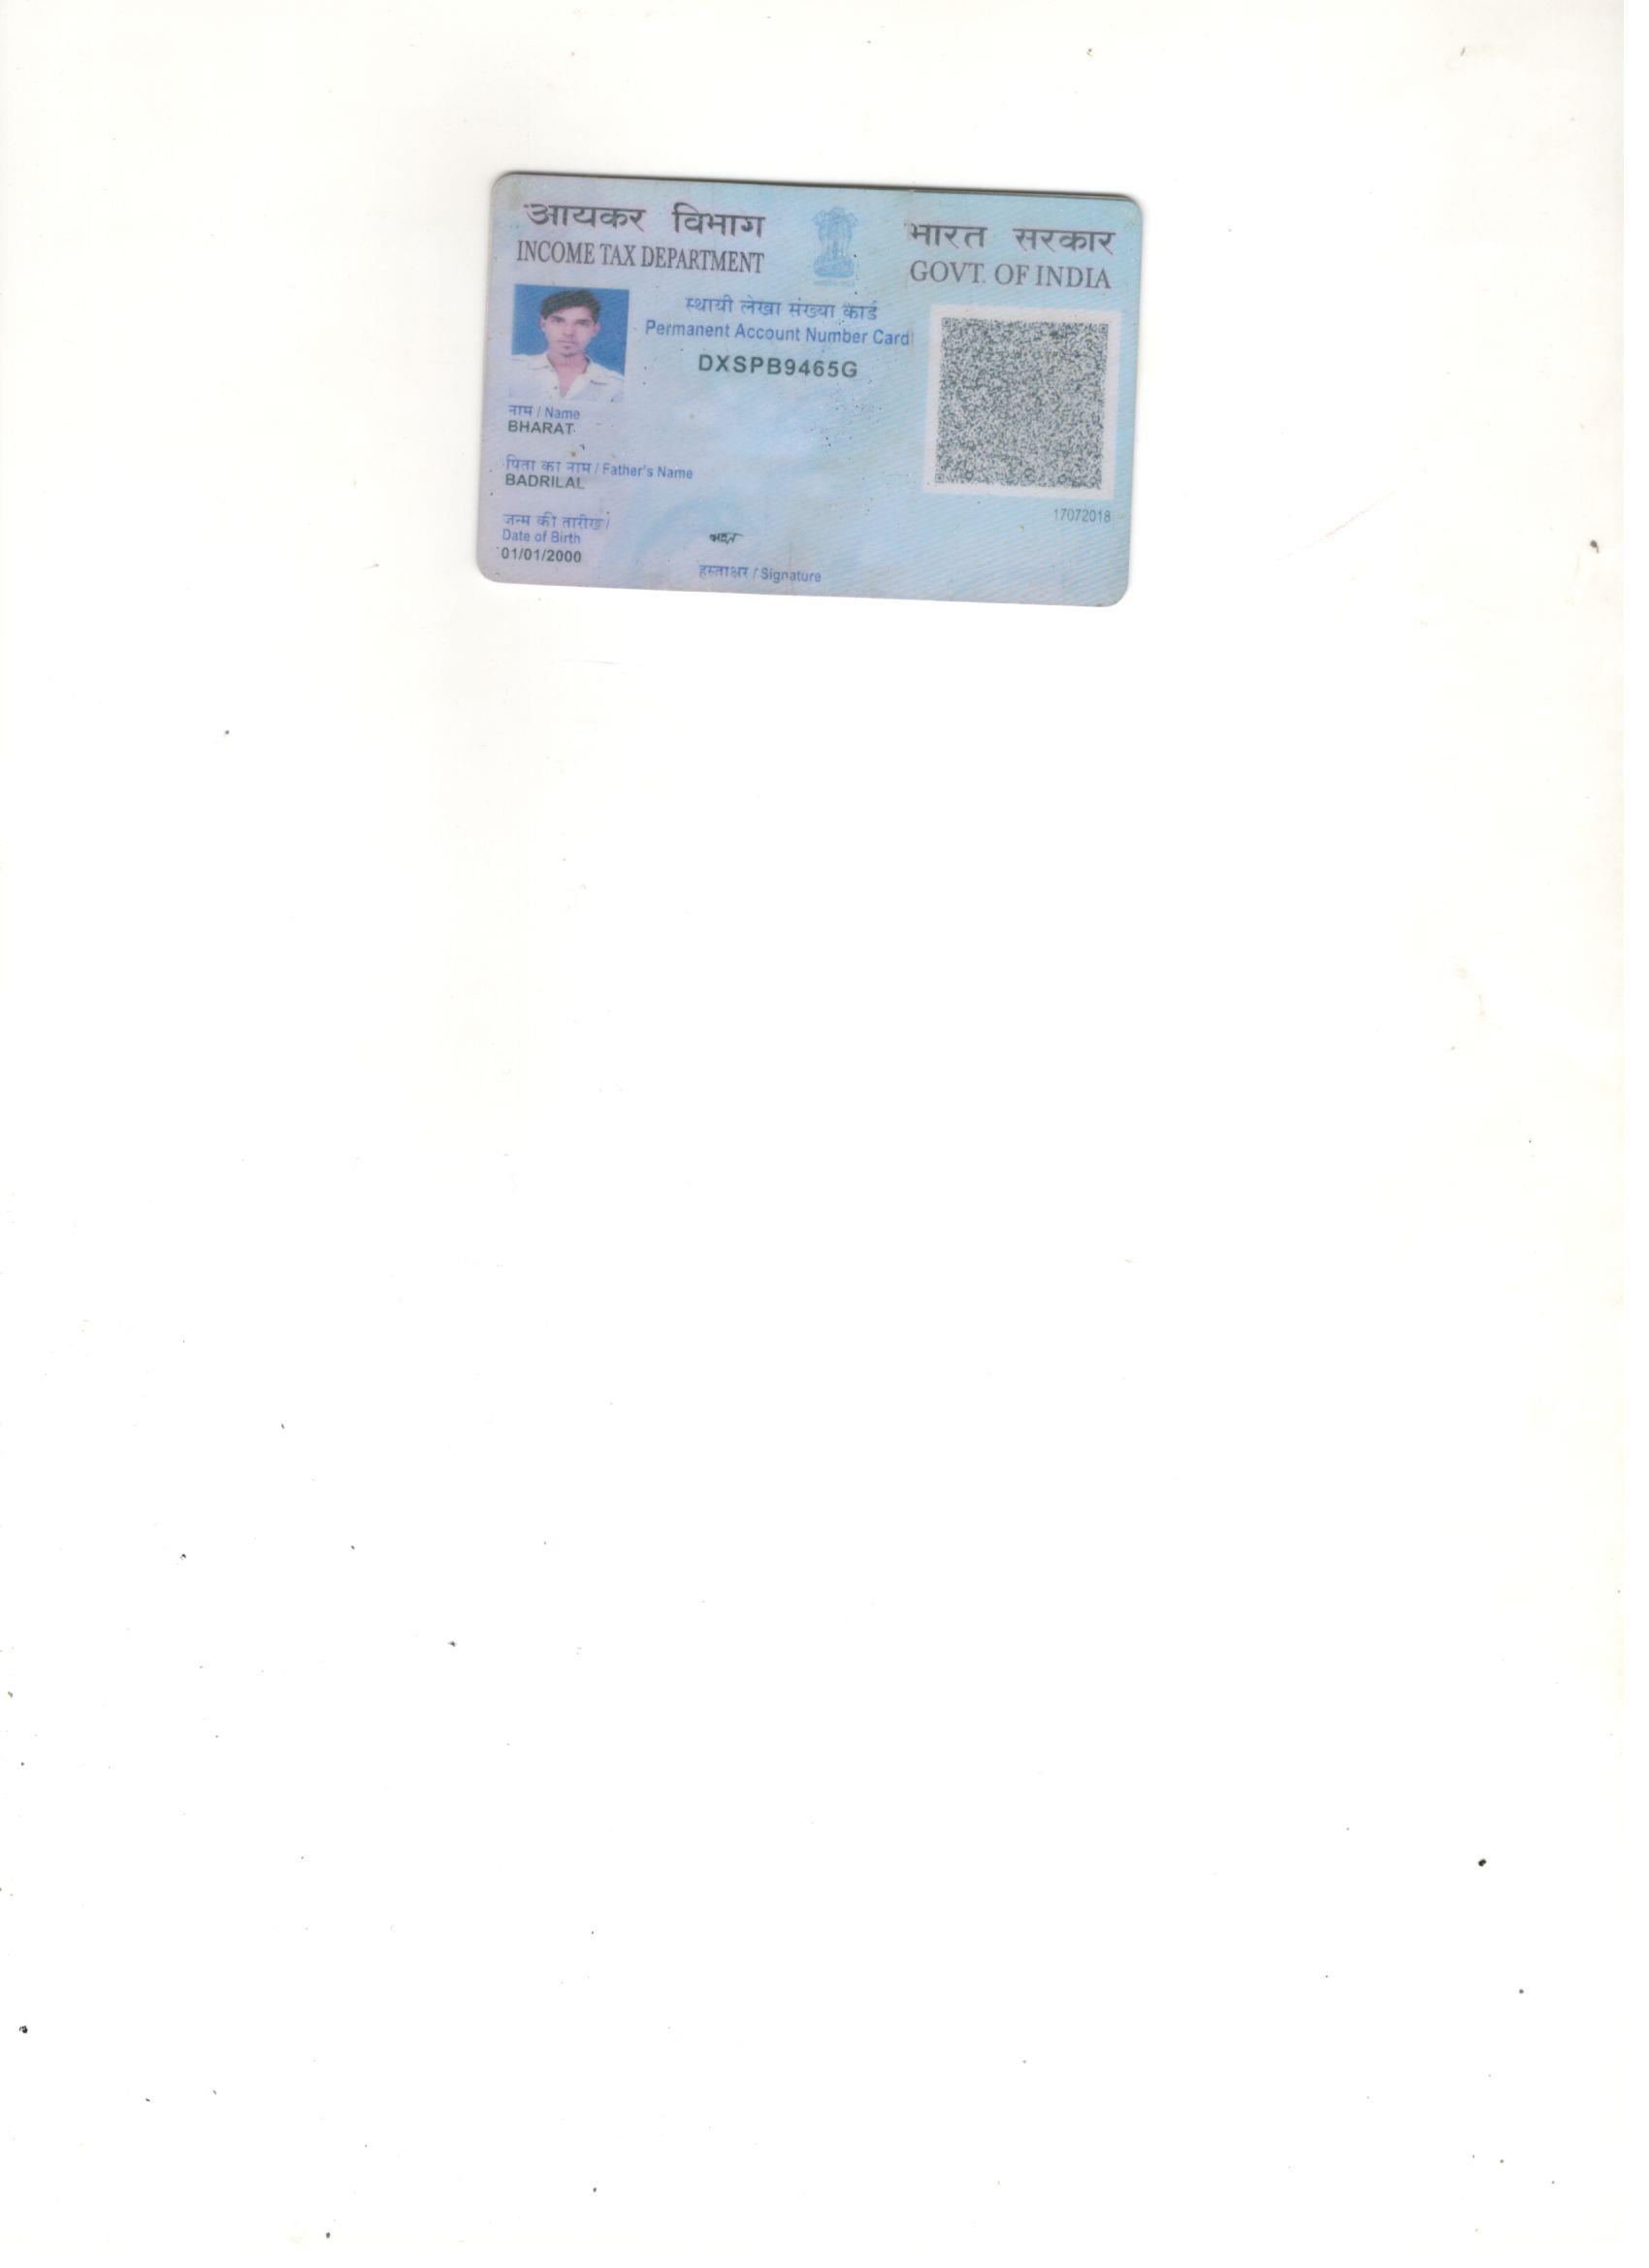 आयकर विभाग
INCOME TAX DEPARTMENT
भारत सरकार
GOVT. OF INDIA
स्थायी लेखा संख्या कार्ड
Permanent Account Number Card
DXSPB9465G
नाम / Name
BHARAT
पिता का नाम / Father's Name
BADRILAL
जन्म की तारीख /
Date of Birth
01/01/2000
17072018
हस्ताक्षर / Signature